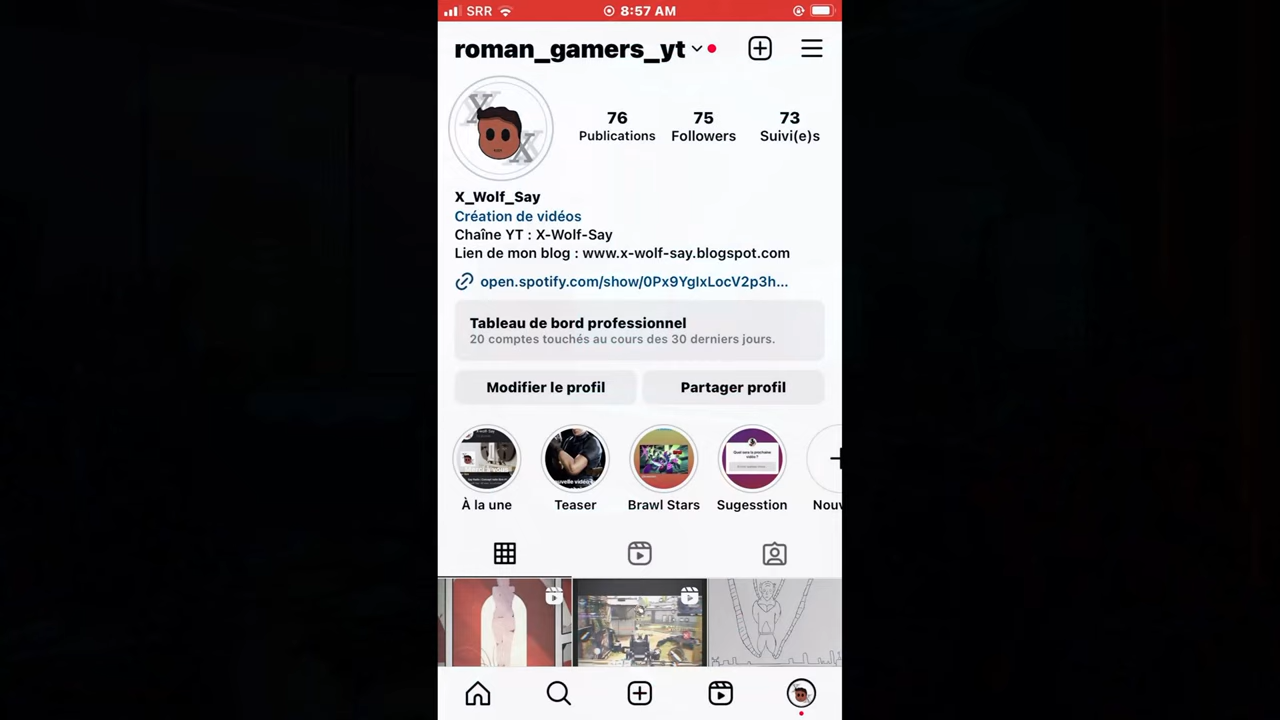 SRR 8:57 AM
roman_gamers_yt
X X
76 75 73
Publications Followers Suivi(e)s
X_Wolf_Say
Création de vidéos
Chaîne YT : X-Wolf-Say
Lien de mon blog : www.x-wolf-say.blogspot.com
open.spotify.com/show/0Px9YgIxLocV2p3h...
Tableau de bord professionnel
20 comptes touchés au cours des 30 derniers jours.
Modifier le profil Partager profil
À la une Teaser Brawl Stars Sugesstion Nouv